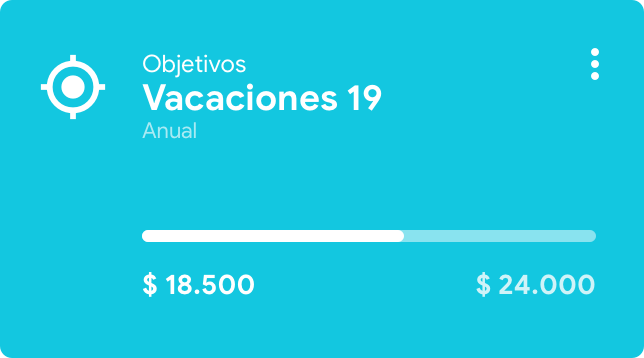 Objetivos
Vacaciones 19
Anual
$ 18.500
$ 24.000